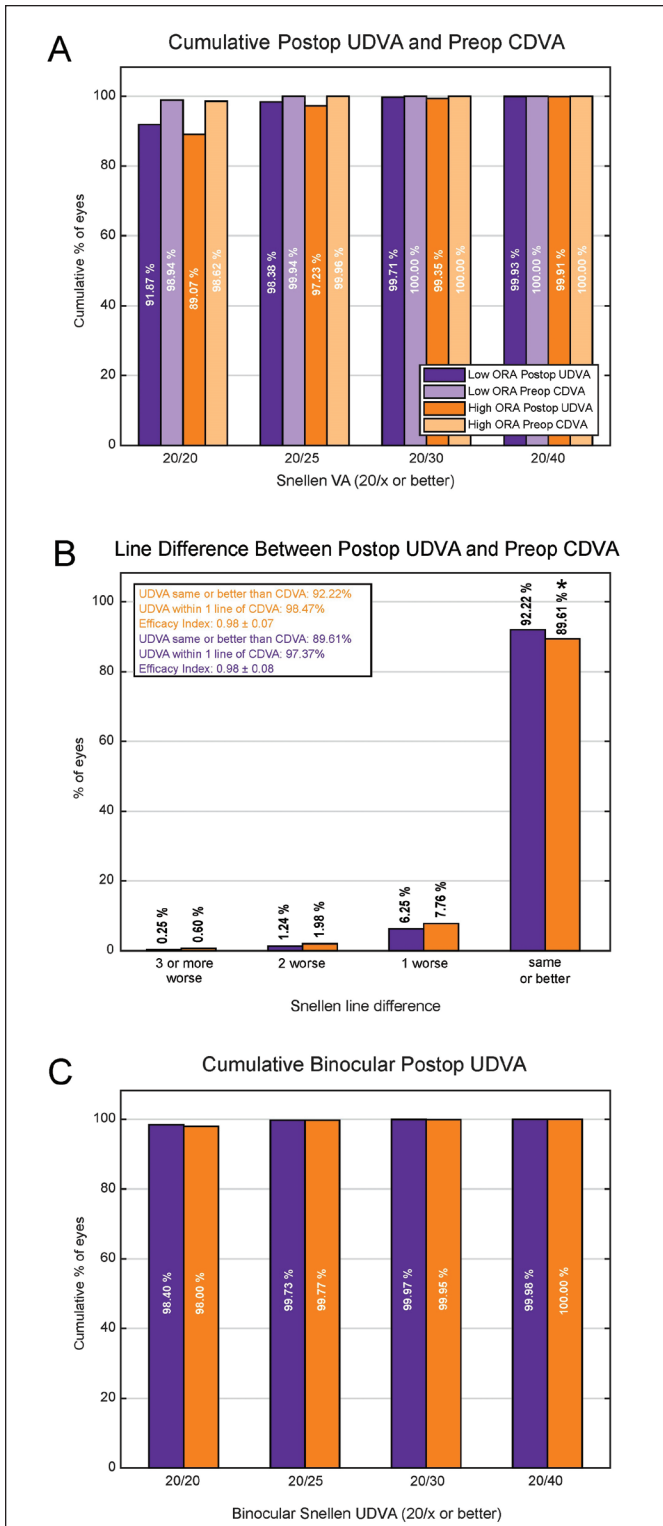 A
Cumulative Postop UDVA and Preop CDVA
Cumulative % of eyes
100
80
60
40
20
0
91.87 %
98.94 %
89.07 %
98.62 %
98.38 %
99.94 %
97.23 %
99.96 %
99.71 %
100.00 %
99.35 %
100.00 %
99.93 %
100.00 %
99.91 %
100.00 %
Low ORA Postop UDVA
Low ORA Preop CDVA
High ORA Postop UDVA
High ORA Preop CDVA
20/20 20/25 20/30 20/40
Snellen VA (20/x or better)
B
Line Difference Between Postop UDVA and Preop CDVA
% of eyes
100
80
60
40
20
0
UDVA same or better than CDVA: 92.22%
UDVA within 1 line of CDVA: 98.47%
Efficacy Index: 0.98 ± 0.07
UDVA same or better than CDVA: 89.61%
UDVA within 1 line of CDVA: 97.37%
Efficacy Index: 0.98 ± 0.08
0.25 %
0.60 %
1.24 %
1.98 %
6.25 %
7.76 %
92.22 %
89.61 % *
3 or more
worse
2 worse
1 worse
same
or better
Snellen line difference
C
Cumulative Binocular Postop UDVA
Cumulative % of eyes
100
80
60
40
20
0
98.40 %
98.00 %
99.73 %
99.77 %
99.97 %
99.95 %
99.98 %
100.00 %
20/20 20/25 20/30 20/40
Binocular Snellen UDVA (20/x or better)